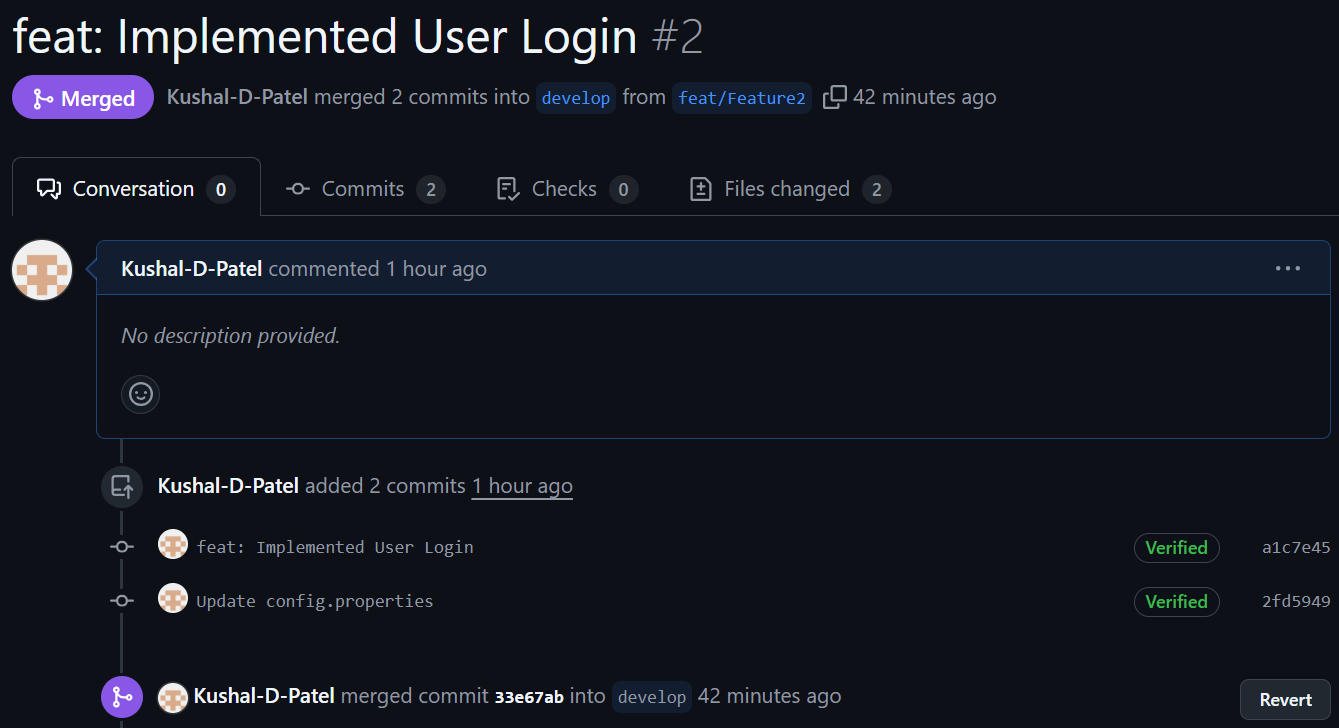 feat: Implemented User Login #2
Merged Kushal-D-Patel merged 2 commits into develop from feat/Feature2 42 minutes ago
Conversation 0 Commits 2 Checks 0 Files changed 2
Kushal-D-Patel commented 1 hour ago
No description provided.
Kushal-D-Patel added 2 commits 1 hour ago
feat: Implemented User Login Verified a1c7e45
Update config.properties Verified 2fd5949
Kushal-D-Patel merged commit 33e67ab into develop 42 minutes ago Revert